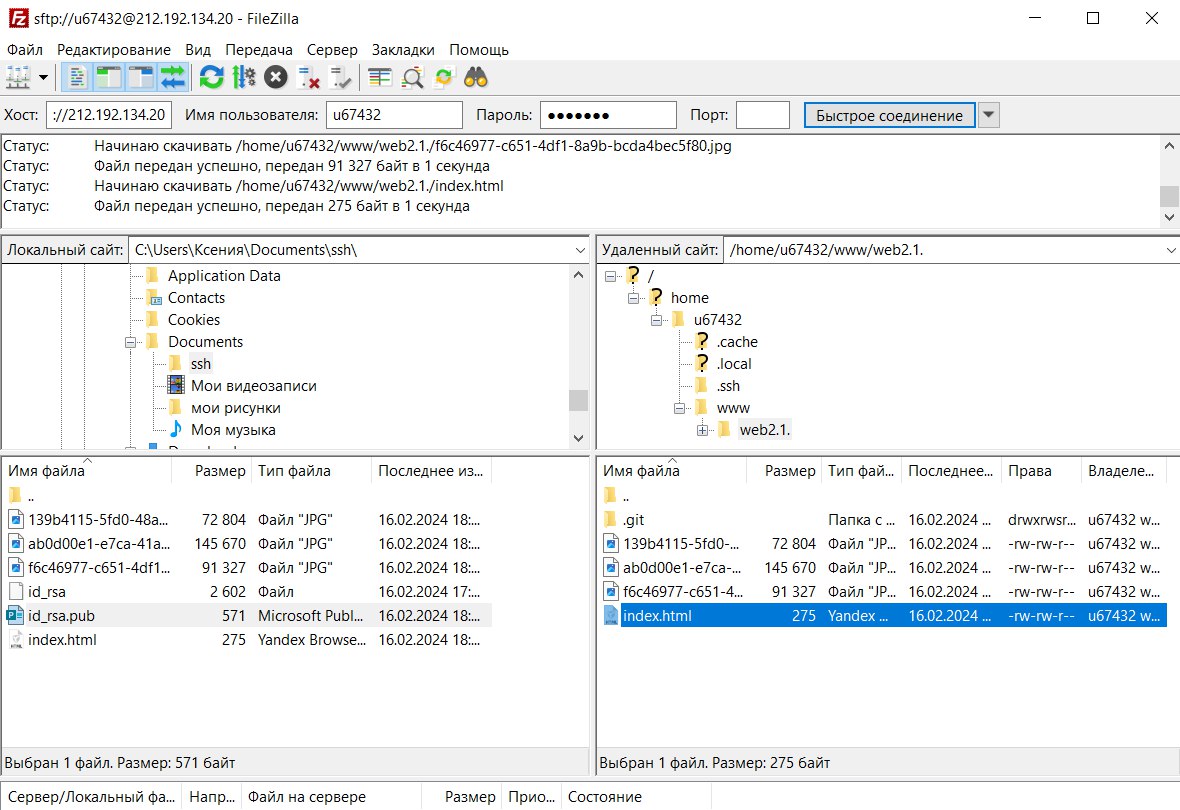 sftp://u67432@212.192.134.20 - FileZilla
Файл Редактирование Вид Передача Сервер Закладки Помощь
Хост: ://212.192.134.20 Имя пользователя: u67432 Пароль: ●●●●●●● Порт: Быстрое соединение
Статус: Начинаю скачивать /home/u67432/www/web2.1./f6c46977-c651-4df1-8a9b-bcda4bec5f80.jpg
Статус: Файл передан успешно, передан 91 327 байт в 1 секунда
Статус: Начинаю скачивать /home/u67432/www/web2.1./index.html
Статус: Файл передан успешно, передан 275 байт в 1 секунда
Локальный сайт: C:\Users\Ксения\Documents\ssh\
Application Data
Contacts
Cookies
Documents
ssh
Мои видеозаписи
мои рисунки
Моя музыка
Удаленный сайт: /home/u67432/www/web2.1.
/
home
u67432
.cache
.local
.ssh
www
web2.1.
Имя файла Размер Тип файла Последнее из...
..
139b4115-5fd0-48a... 72 804 Файл "JPG" 16.02.2024 18:...
ab0d00e1-e7ca-41a... 145 670 Файл "JPG" 16.02.2024 18:...
f6c46977-c651-4df1... 91 327 Файл "JPG" 16.02.2024 18:...
id_rsa 2 602 Файл 16.02.2024 17:...
id_rsa.pub 571 Microsoft Publ... 16.02.2024 18:...
index.html 275 Yandex Browse... 16.02.2024 18:...
Выбран 1 файл. Размер: 571 байт
Имя файла Размер Тип фай... Последнее... Права Владеле...
..
.git Папка с ... 16.02.2024 ... drwxrwsr... u67432 w...
139b4115-5fd0-... 72 804 Файл "JP... 16.02.2024 ... -rw-rw-r-- u67432 w...
ab0d00e1-e7ca-... 145 670 Файл "JP... 16.02.2024 ... -rw-rw-r-- u67432 w...
f6c46977-c651-4... 91 327 Файл "JP... 16.02.2024 ... -rw-rw-r-- u67432 w...
index.html 275 Yandex ... 16.02.2024 ... -rw-rw-r-- u67432 w...
Выбран 1 файл. Размер: 275 байт
Сервер/Локальный фа... Напр... Файл на сервере Размер Прио... Состояние